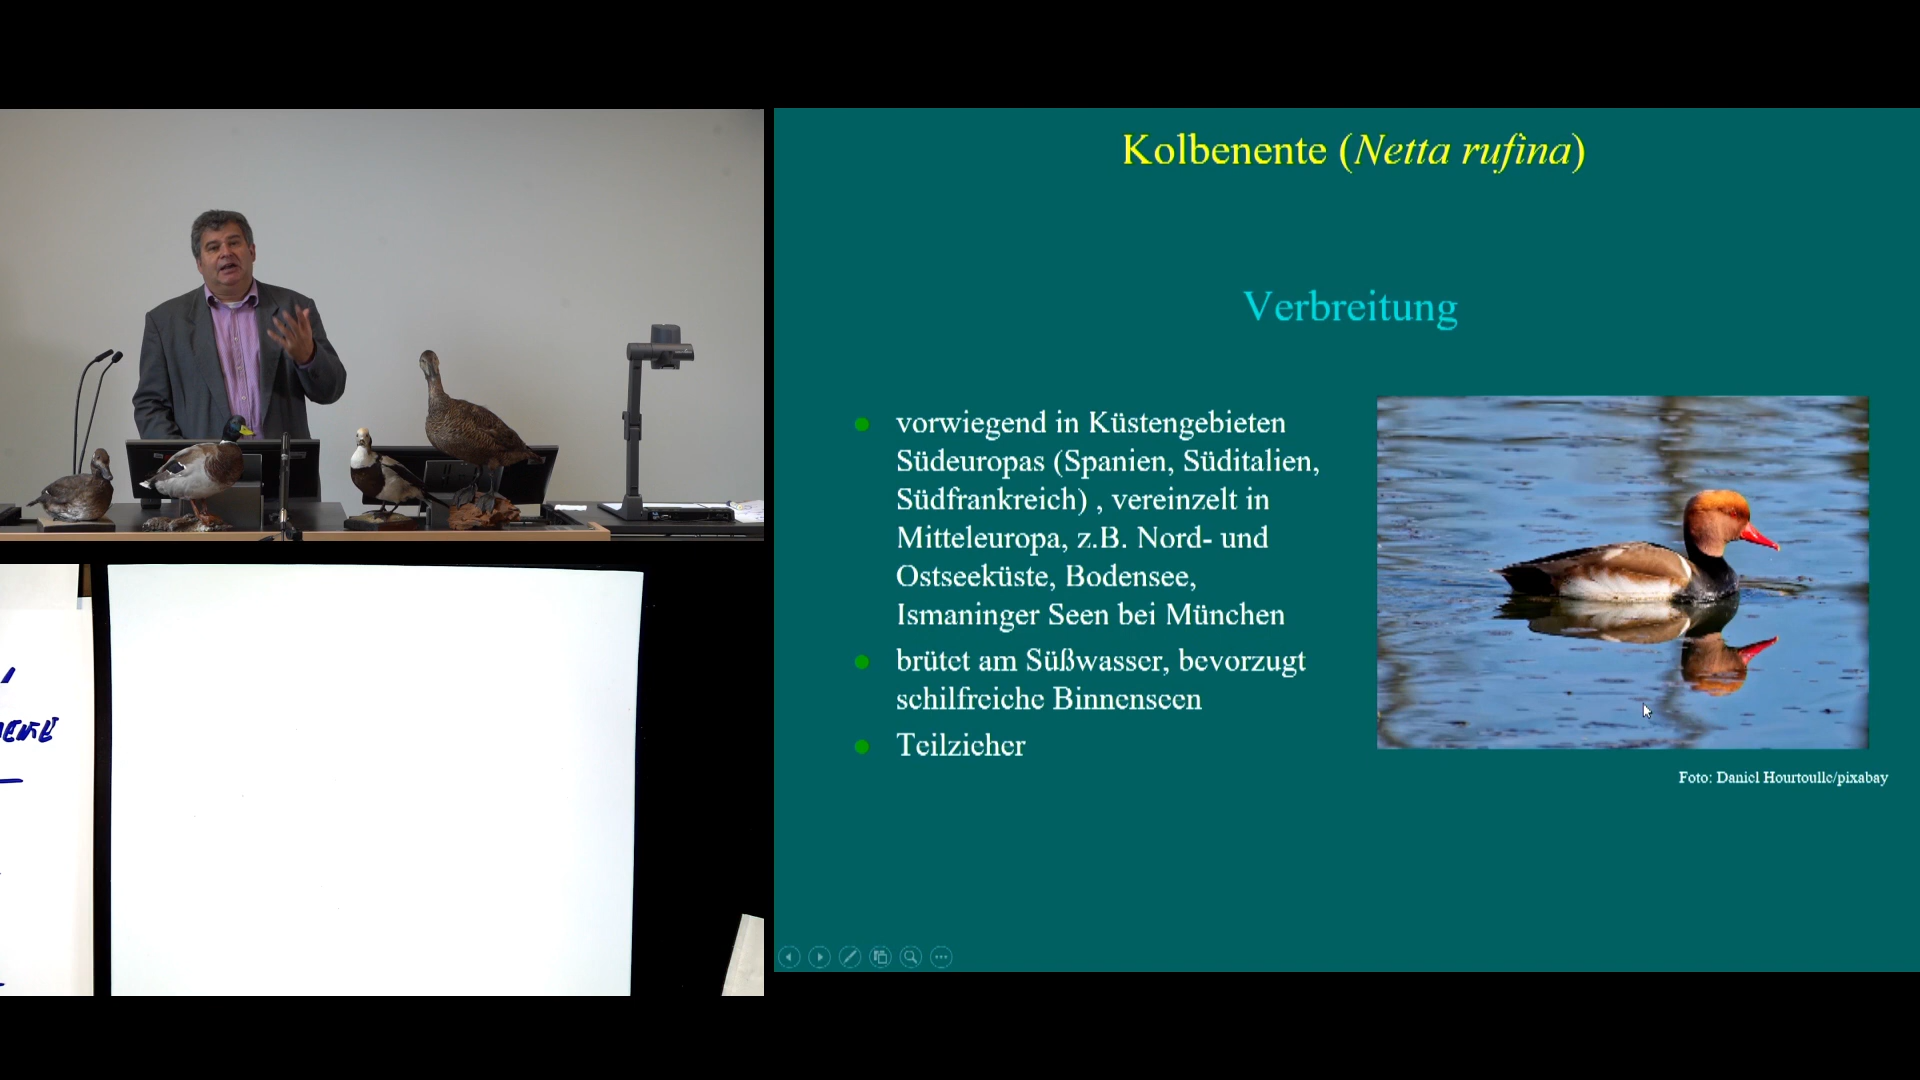 Kolbenente (Netta rufina)
Verbreitung
vorwiegend in Küstengebieten
Südeuropas (Spanien, Süditalien,
Südfrankreich) , vereinzelt in
Mitteleuropa, z.B. Nord- und
Ostseeküste, Bodensee,
Ismaninger Seen bei München
brütet am Süßwasser, bevorzugt
schilfreiche Binnenseen
Teilzieher
Foto: Daniel Hourtoulle/pixabay